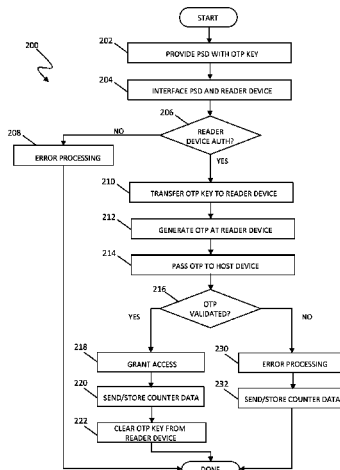 START
200
202
PROVIDE PSD WITH OTP KEY
204
INTERFACE PSD AND READER DEVICE
206
208
NO
READER
DEVICE AUTH?
ERROR PROCESSING
YES
210
TRANSFER OTP KEY TO READER DEVICE
212
GENERATE OTP AT READER DEVICE
214
PASS OTP TO HOST DEVICE
216
OTP
VALIDATED?
YES
NO
218
GRANT ACCESS
230
ERROR PROCESSING
220
SEND/STORE COUNTER DATA
232
SEND/STORE COUNTER DATA
222
CLEAR OTP KEY FROM
READER DEVICE
DONE